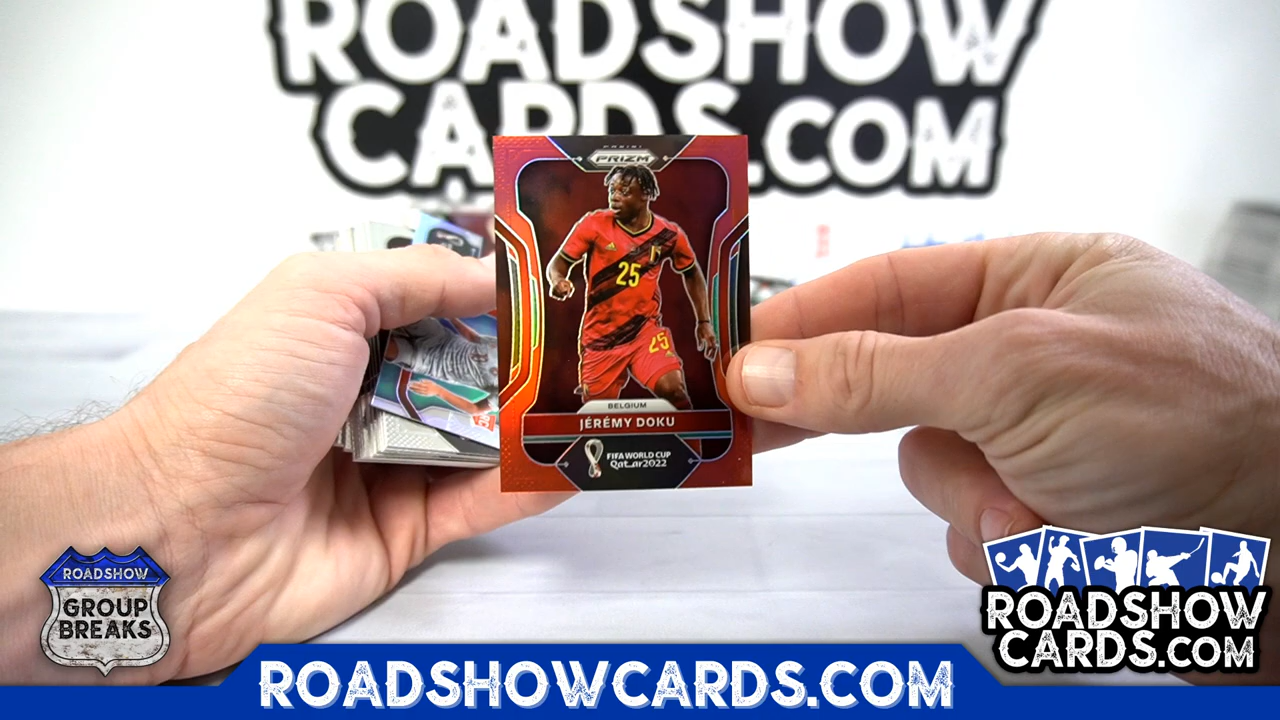 ROADSHOW
CARDS.COM
PRIZM
25
25
BELGIUM
JÉRÉMY DOKU
FIFA WORLD CUP
Qatar2022
ROADSHOW
GROUP
BREAKS
ROADSHOW
CARDS.COM
ROADSHOWCARDS.COM